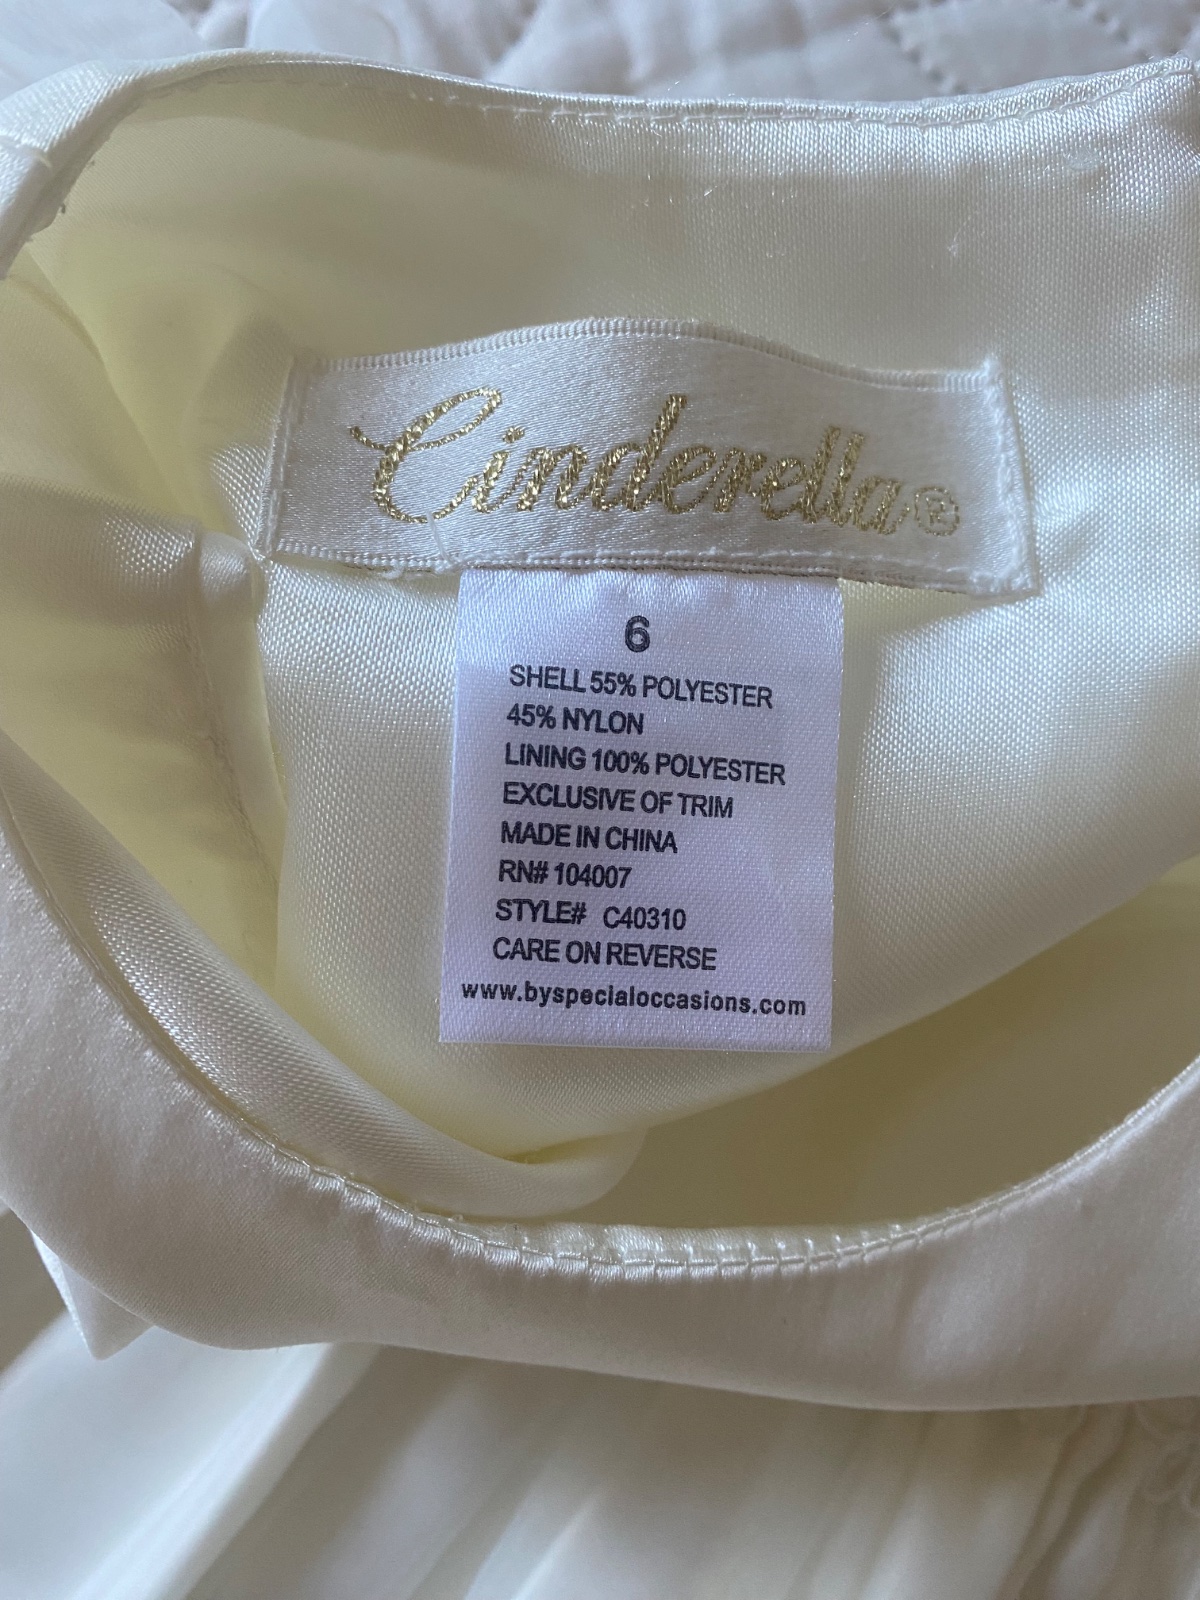 Cinderella®
6
SHELL 55% POLYESTER
45% NYLON
LINING 100% POLYESTER
EXCLUSIVE OF TRIM
MADE IN CHINA
RN# 104007
STYLE# C40310
CARE ON REVERSE
www.byspecialoccasions.com